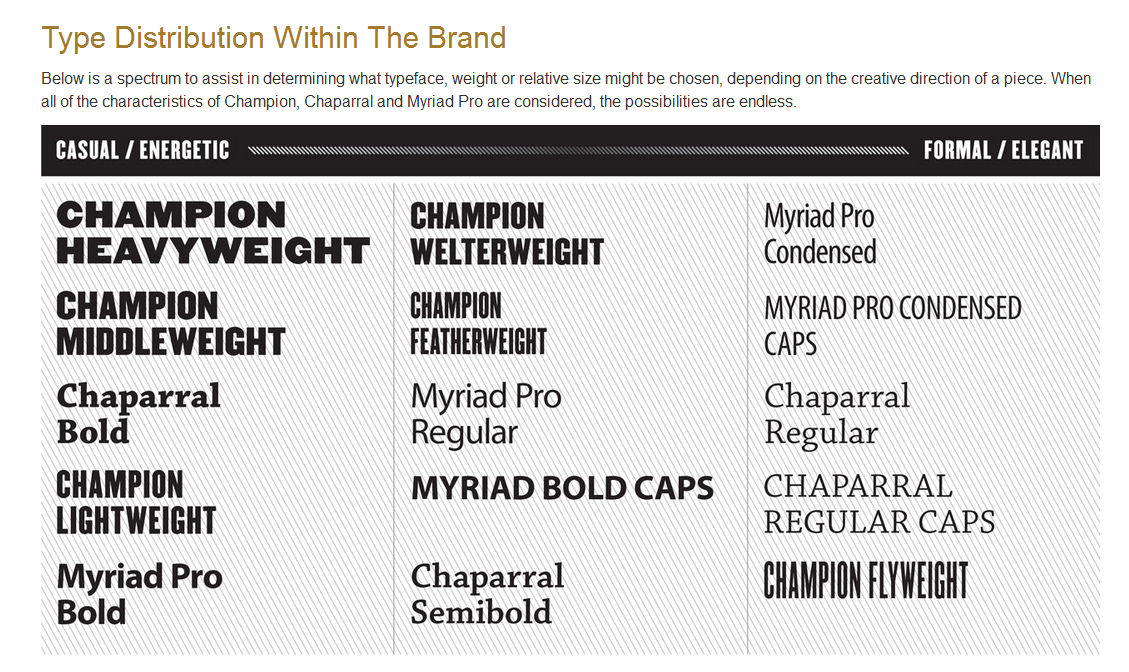 Type Distribution Within The Brand
Below is a spectrum to assist in determining what typeface, weight or relative size might be chosen, depending on the creative direction of a piece. When
all of the characteristics of Champion, Chaparral and Myriad Pro are considered, the possibilities are endless.
CASUAL / ENERGETIC
FORMAL / ELEGANT
CHAMPION
HEAVYWEIGHT
CHAMPION
MIDDLEWEIGHT
Chaparral
Bold
CHAMPION
LIGHTWEIGHT
Myriad Pro
Bold
CHAMPION
WELTERWEIGHT
CHAMPION
FEATHERWEIGHT
Myriad Pro
Regular
MYRIAD BOLD CAPS
Chaparral
Semibold
Myriad Pro
Condensed
MYRIAD PRO CONDENSED
CAPS
Chaparral
Regular
CHAPARRAL
REGULAR CAPS
CHAMPION FLYWEIGHT